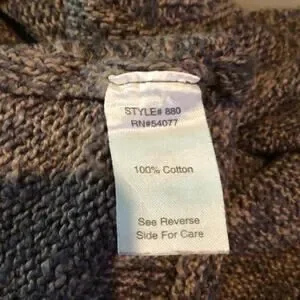 STYLE# 880
RN#54077
100% Cotton
See Reverse
Side For Care